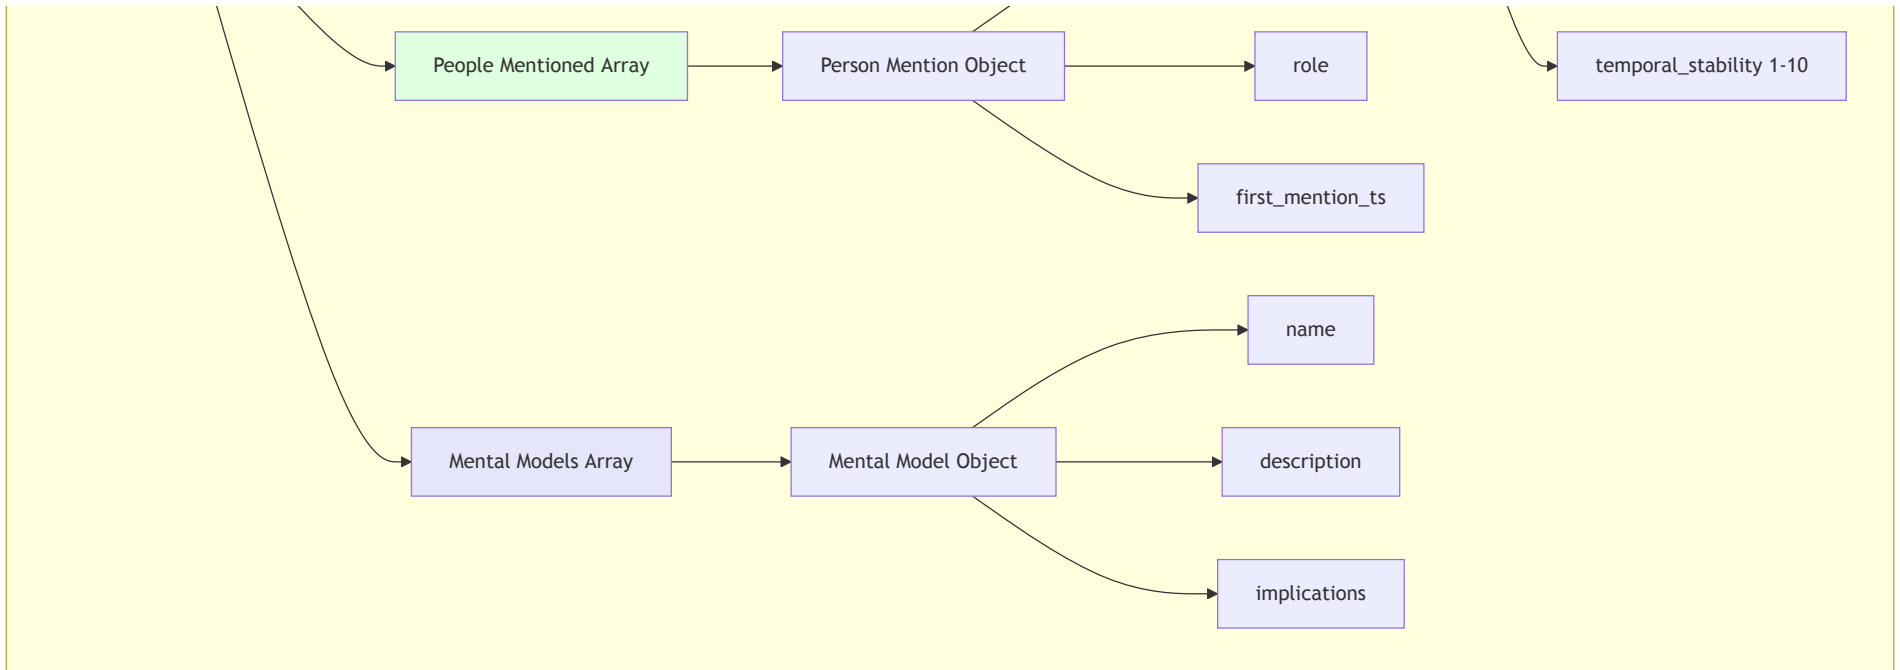 People Mentioned Array
Person Mention Object
role
temporal_stability 1-10
first_mention_ts
name
Mental Models Array
Mental Model Object
description
implications